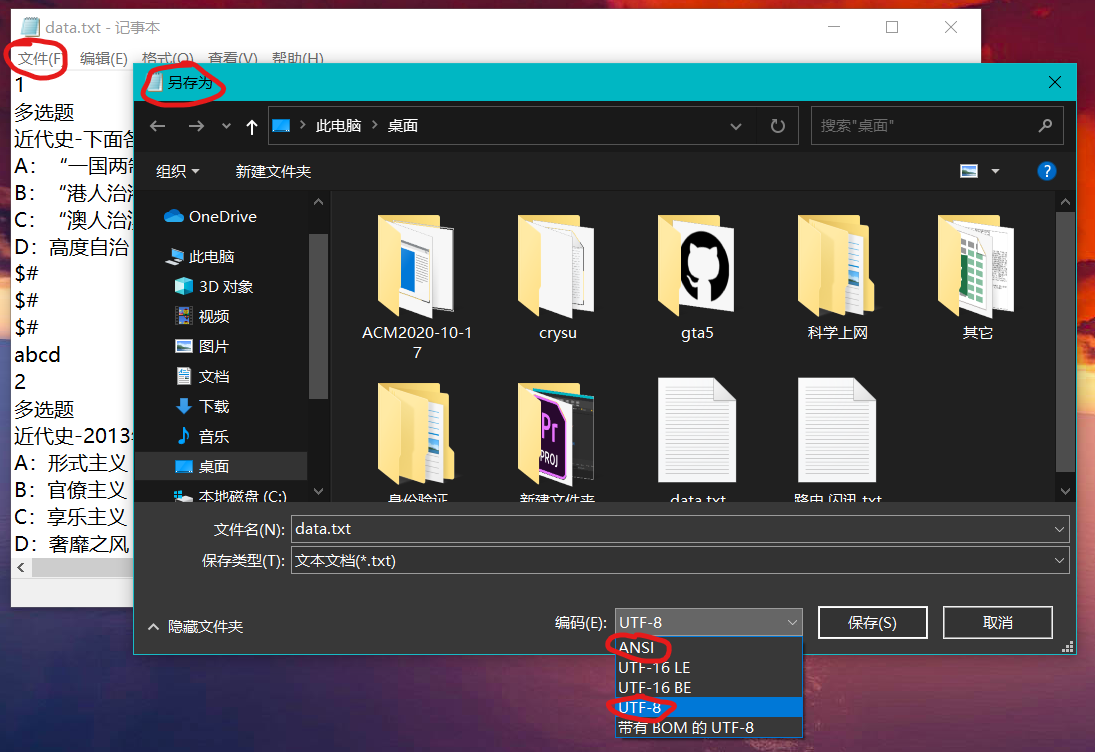 data.txt - 记事本
文件(F) 编辑(E) 格式(O) 查看(V) 帮助(H)
1
多选题
近代史-下面各
A：“一国两制
B：“港人治港
C：“澳人治澳
D：高度自治
$#
$#
$#
abcd
2
多选题
近代史-2013年
A：形式主义
B：官僚主义
C：享乐主义
D：奢靡之风
另存为
此电脑 桌面
搜索"桌面"
组织 新建文件夹
OneDrive
此电脑
3D 对象
视频
图片
文档
下载
音乐
桌面
本地磁盘 (C:)
ACM2020-10-17
crysu
gta5
科学上网
其它
身份验证
Pr
PROJ
新建文件夹
data.txt
路由 闪讯.txt
文件名(N): data.txt
保存类型(T): 文本文档(*.txt)
隐藏文件夹
编码(E): UTF-8
保存(S) 取消
ANSI
UTF-16 LE
UTF-16 BE
UTF-8
带有 BOM 的 UTF-8